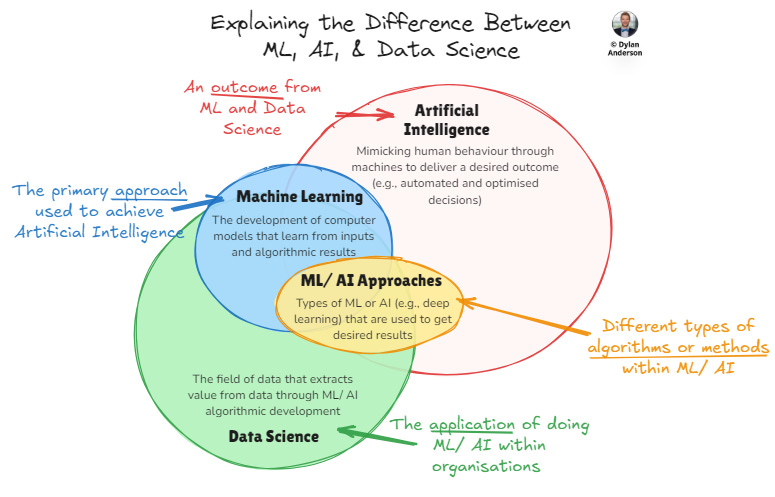 Explaining the Difference Between
ML, AI, & Data Science
© Dylan
Anderson
An outcome from
ML and Data
Science
Artificial
Intelligence
Mimicking human behaviour through
machines to deliver a desired outcome
(e.g., automated and optimised
decisions)
The primary approach
used to achieve
Artificial Intelligence
Machine Learning
The development of computer
models that learn from inputs
and algorithmic results
ML/ AI Approaches
Types of ML or AI (e.g., deep
learning) that are used to get
desired results
Different types of
algorithms or methods
within ML/ AI
The field of data that extracts
value from data through ML/ AI
algorithmic development
Data Science
The application of doing
ML/ AI within
organisations